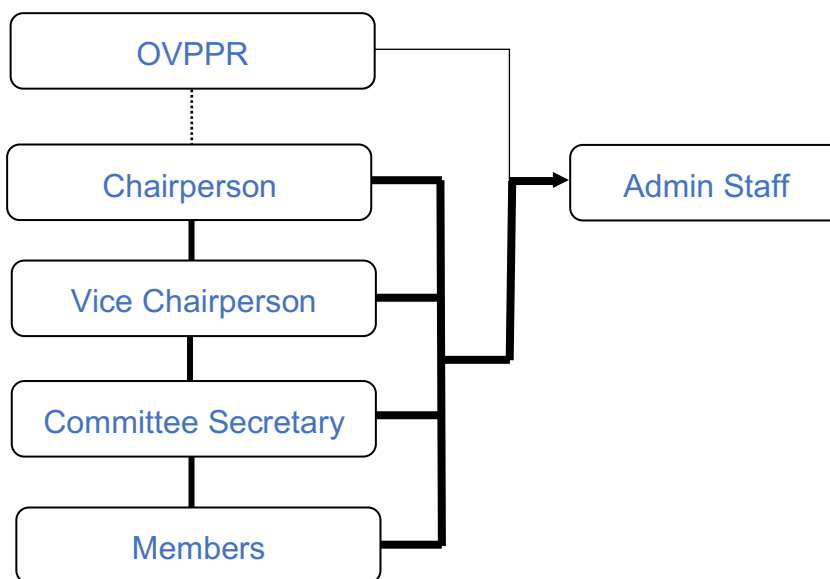 OVPPR
Chairperson
Admin Staff
Vice Chairperson
Committee Secretary
Members